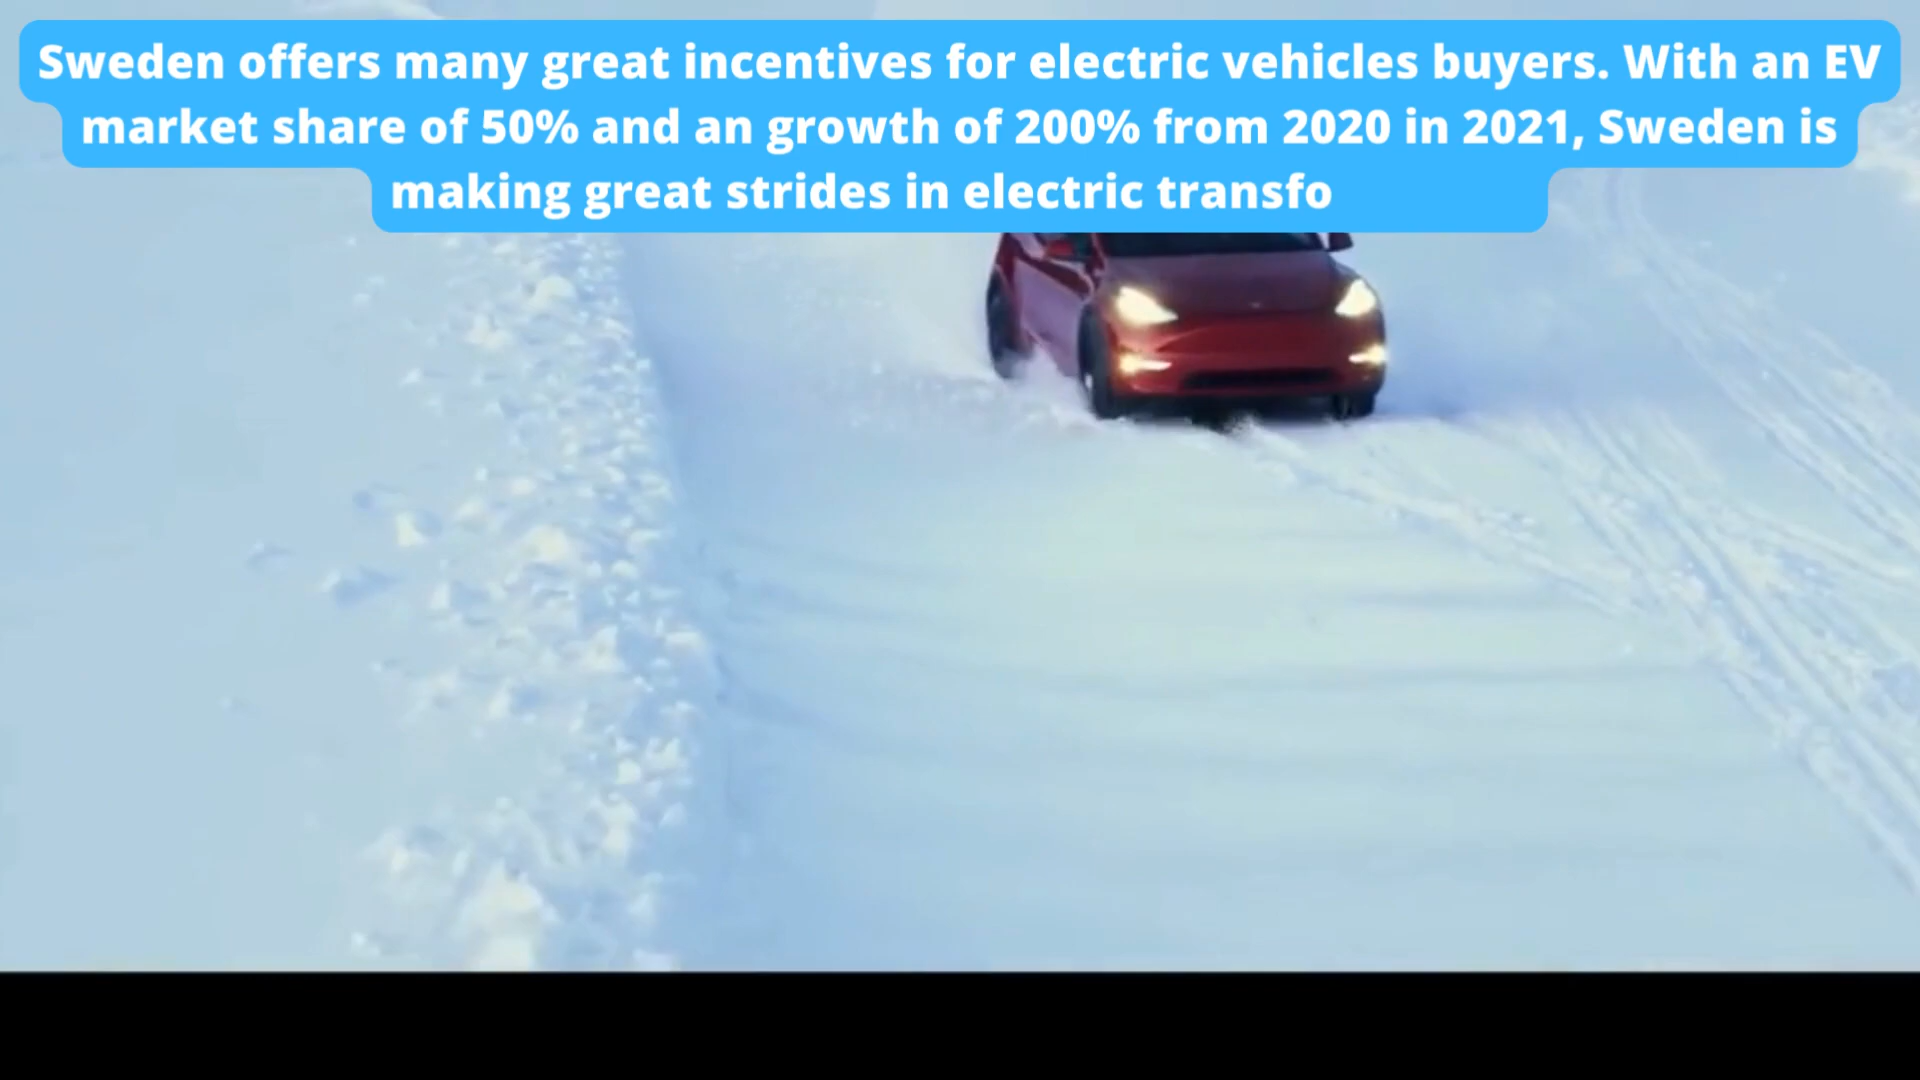 Sweden offers many great incentives for electric vehicles buyers. With an EV
market share of 50% and an growth of 200% from 2020 in 2021, Sweden is
making great strides in electric transfo